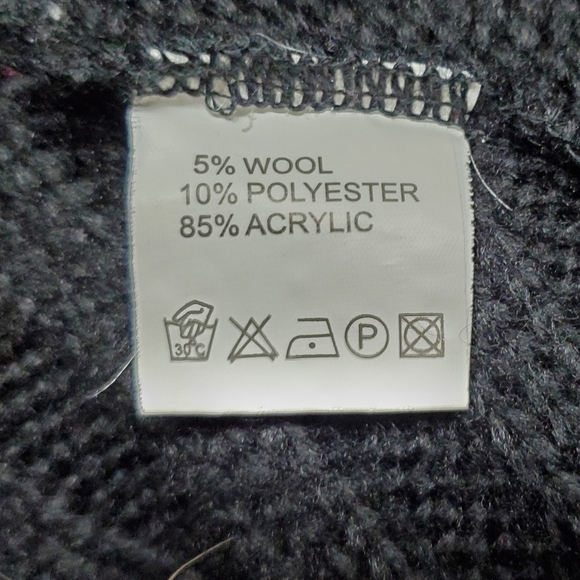 5% WOOL
10% POLYESTER
85% ACRYLIC
30°C P